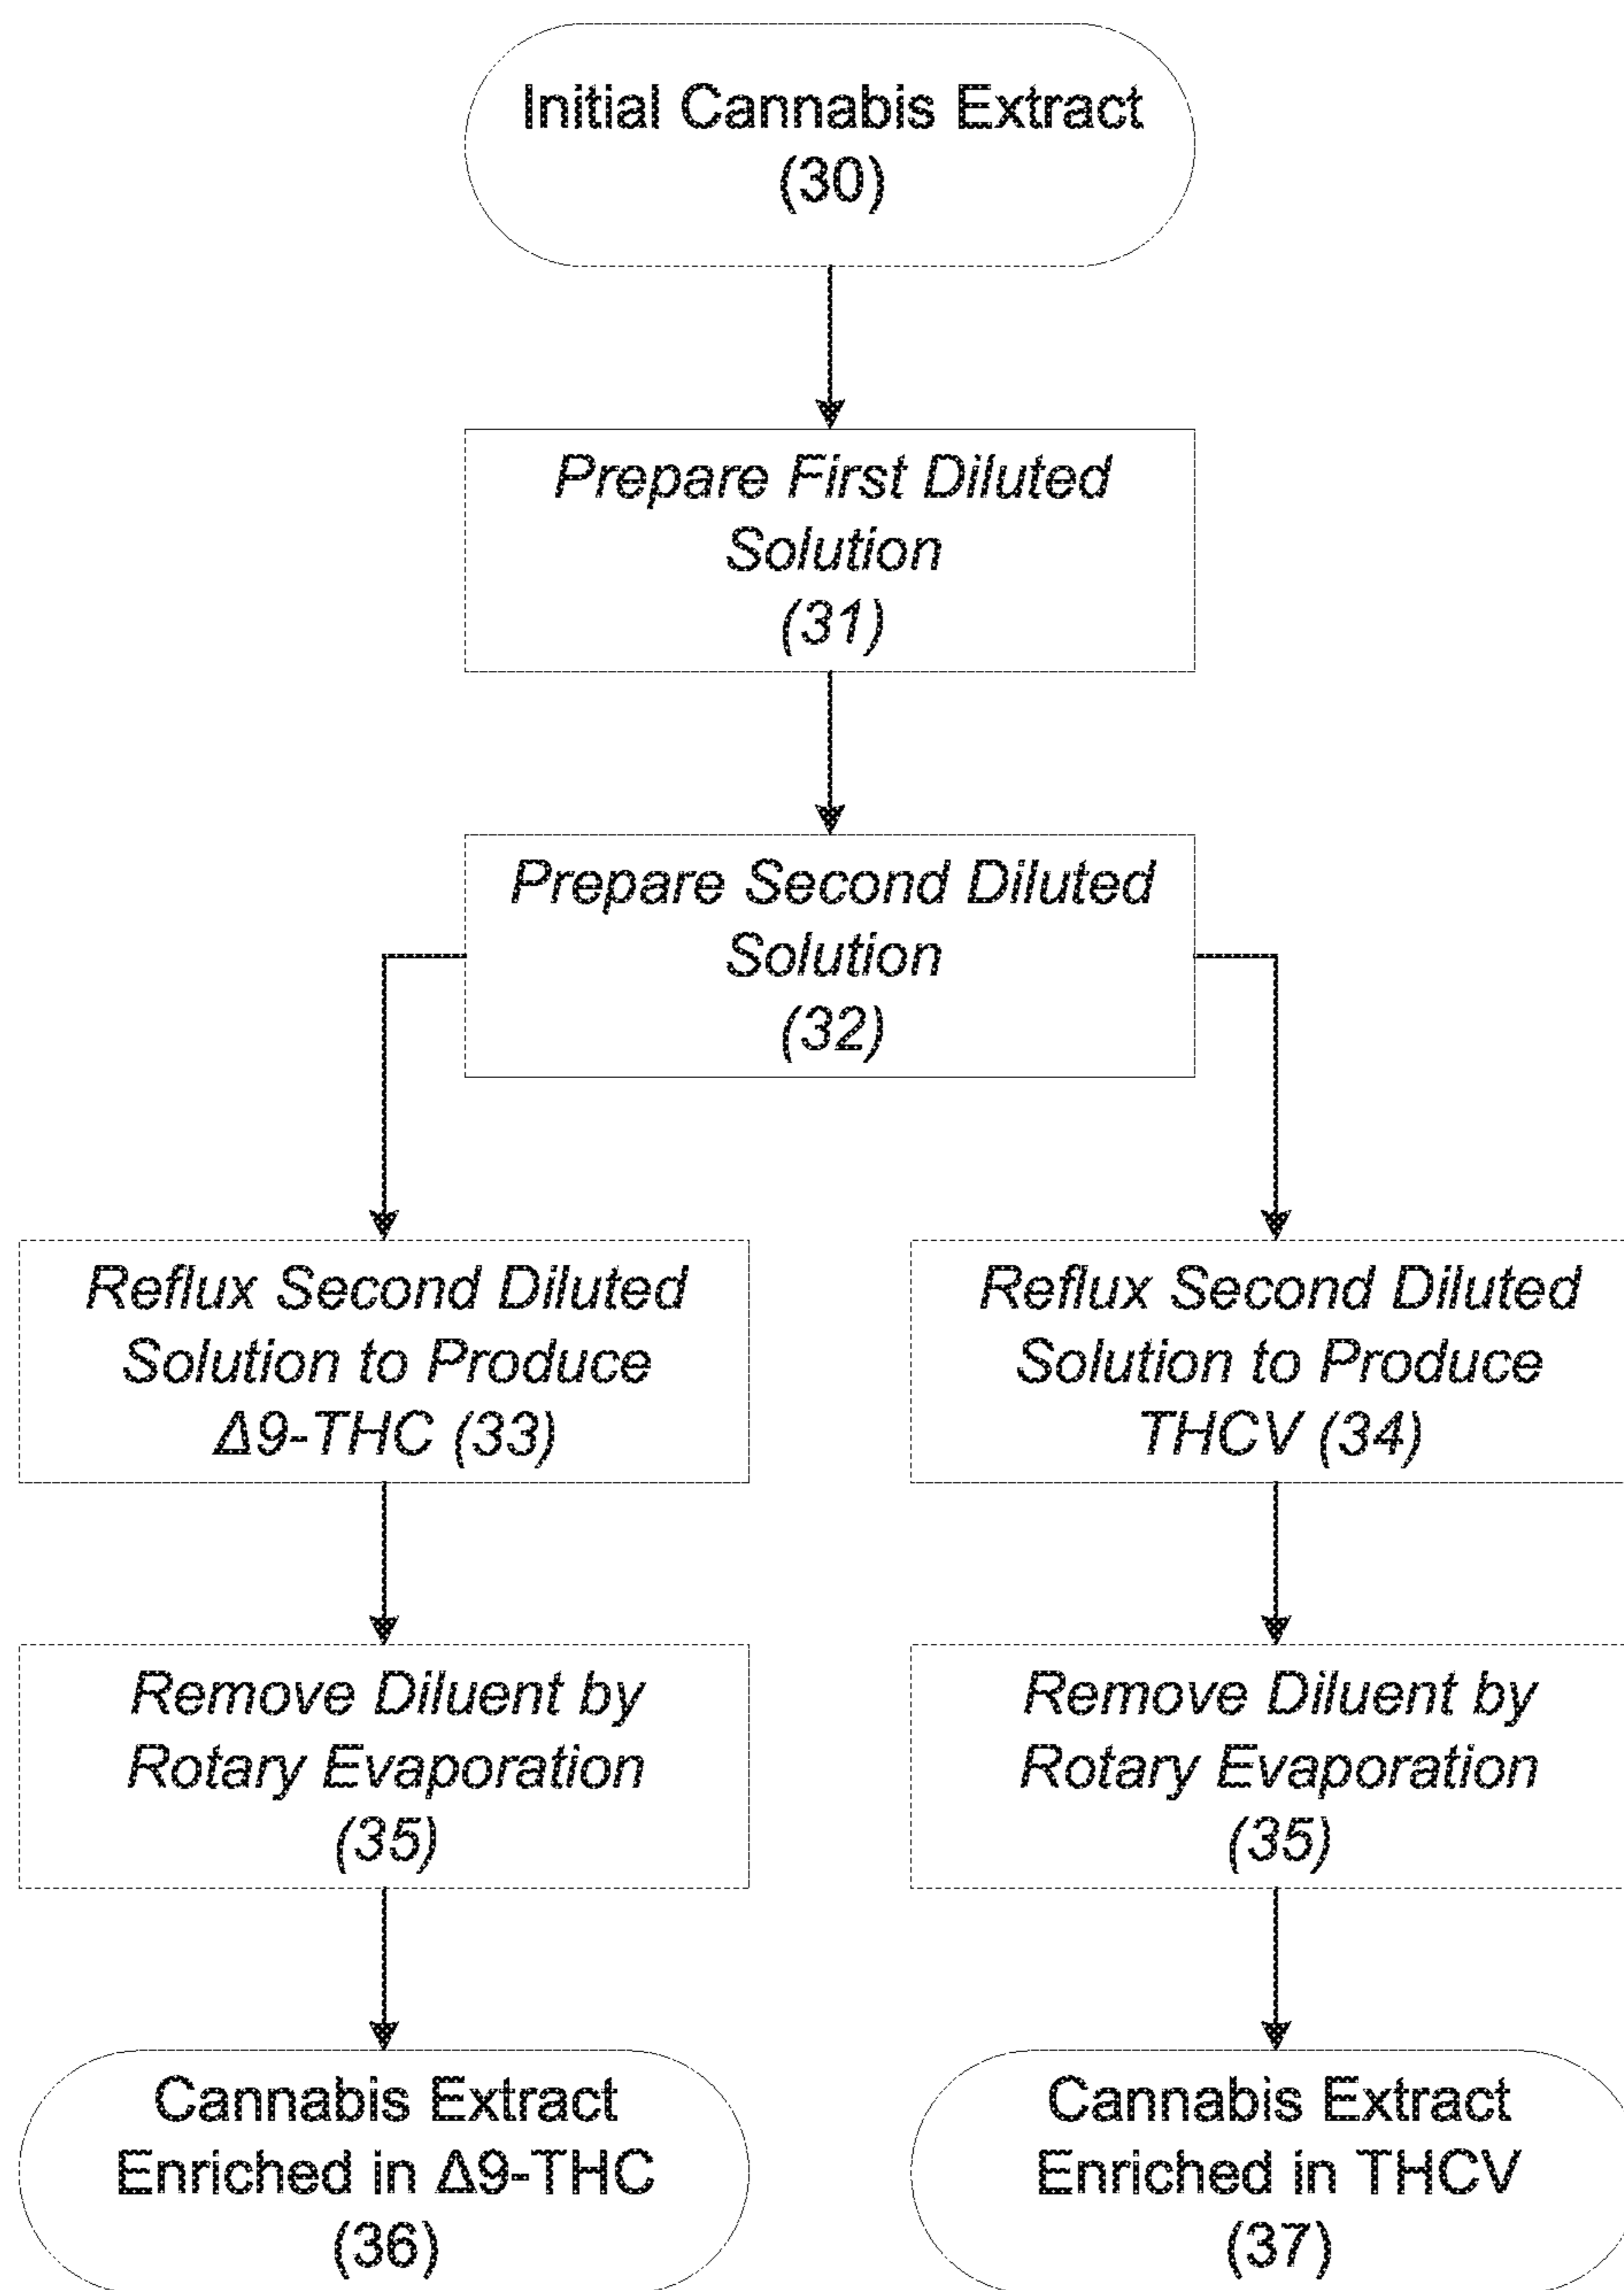 Initial Cannabis Extract
(30)
Prepare First Diluted
Solution
(31)
Prepare Second Diluted
Solution
(32)
Reflux Second Diluted
Solution to Produce
Δ9-THC (33)
Reflux Second Diluted
Solution to Produce
THCV (34)
Remove Diluent by
Rotary Evaporation
(35)
Remove Diluent by
Rotary Evaporation
(35)
Cannabis Extract
Enriched in Δ9-THC
(36)
Cannabis Extract
Enriched in THCV
(37)